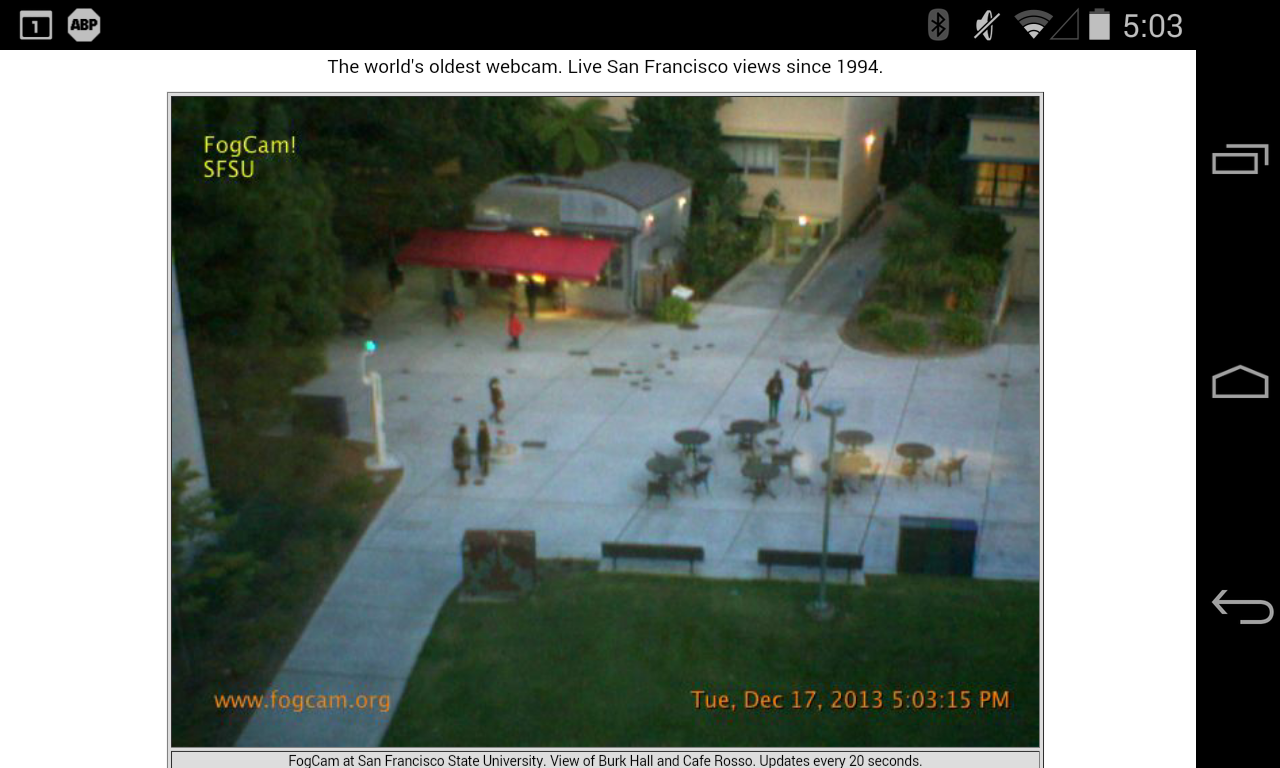 1
ABP
5:03
The world's oldest webcam. Live San Francisco views since 1994.
FogCam!
SFSU
www.fogcam.org
Tue, Dec 17, 2013 5:03:15 PM
FogCam at San Francisco State University. View of Burk Hall and Cafe Rosso. Updates every 20 seconds.